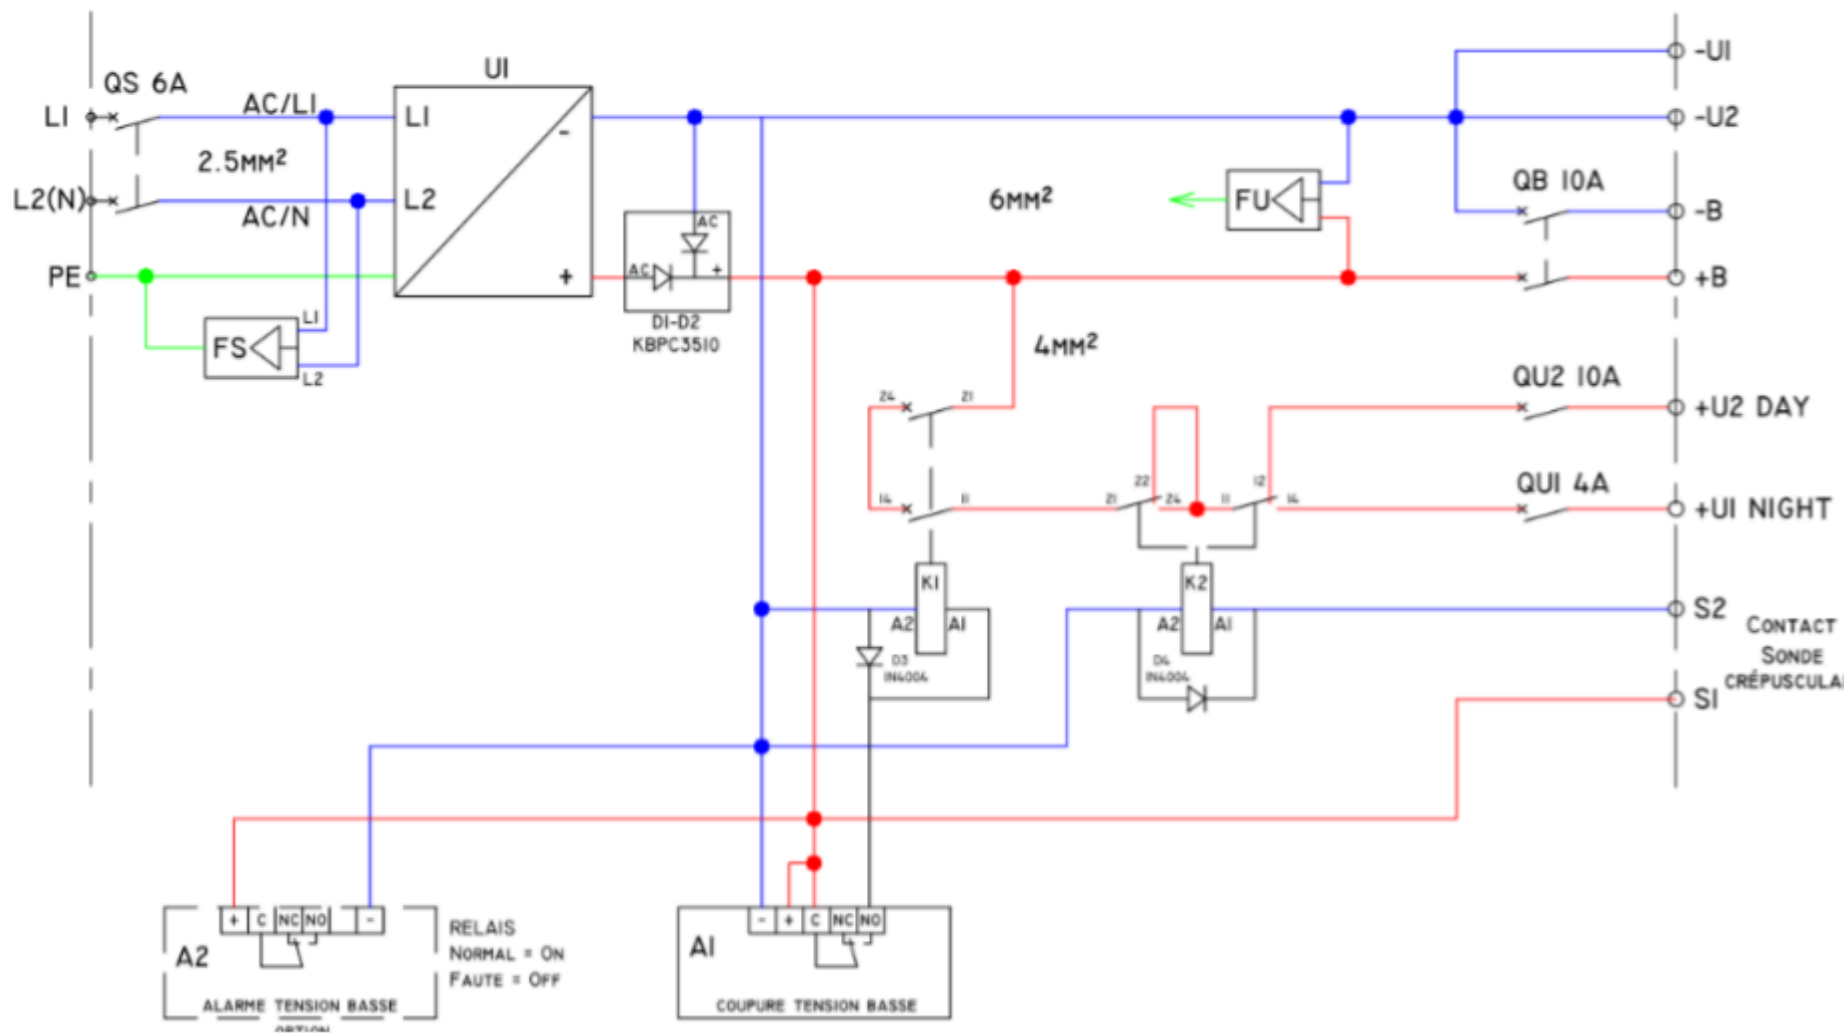 QS 6A
U1
-U1
L1
AC/L1
L1
-
-U2
2.5MM²
QB 10A
L2(N)
L2
6MM²
FU
AC/N
AC
-B
PE
+
AC
+
+B
L1
FS
D1-D2
KBPC3510
4MM²
L2
QU2 10A
24
21
+U2 DAY
22
12
QU1 4A
14
11
21
24
11
14
+U1 NIGHT
K1
K2
A2
A1
A2
A1
S2
CONTACT
SONDE
CRÉPUSCULAI
D3
1N4004
D4
1N4004
S1
+
C
NC
NO
-
RELAIS
NORMAL = ON
FAUTE = OFF
-
+
C
NC
NO
A2
A1
ALARME TENSION BASSE
OPTION
COUPURE TENSION BASSE